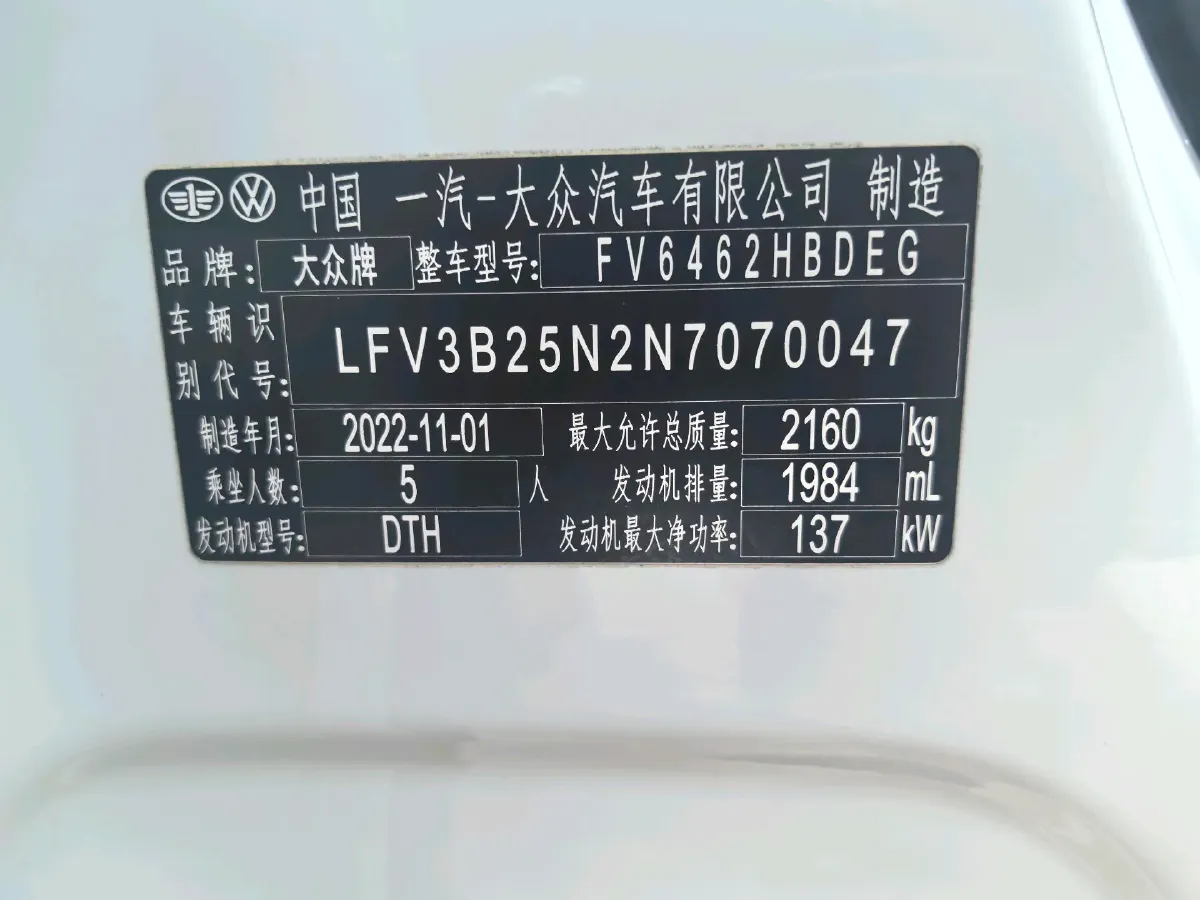 中国 一汽-大众汽车有限公司 制造
品牌: 大众牌 整车型号: FV6462HBDEG
车辆识别代号: LFV3B25N2N7070047
制造年月: 2022-11-01 最大允许总质量: 2160 kg
乘坐人数: 5 人 发动机排量: 1984 mL
发动机型号: DTH 发动机最大净功率: 137 kW